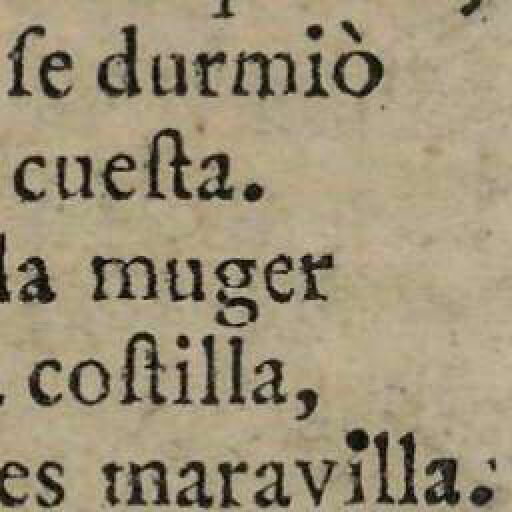 ſe durmiò
cueſta.
la muger
coſtilla,
es maravilla.